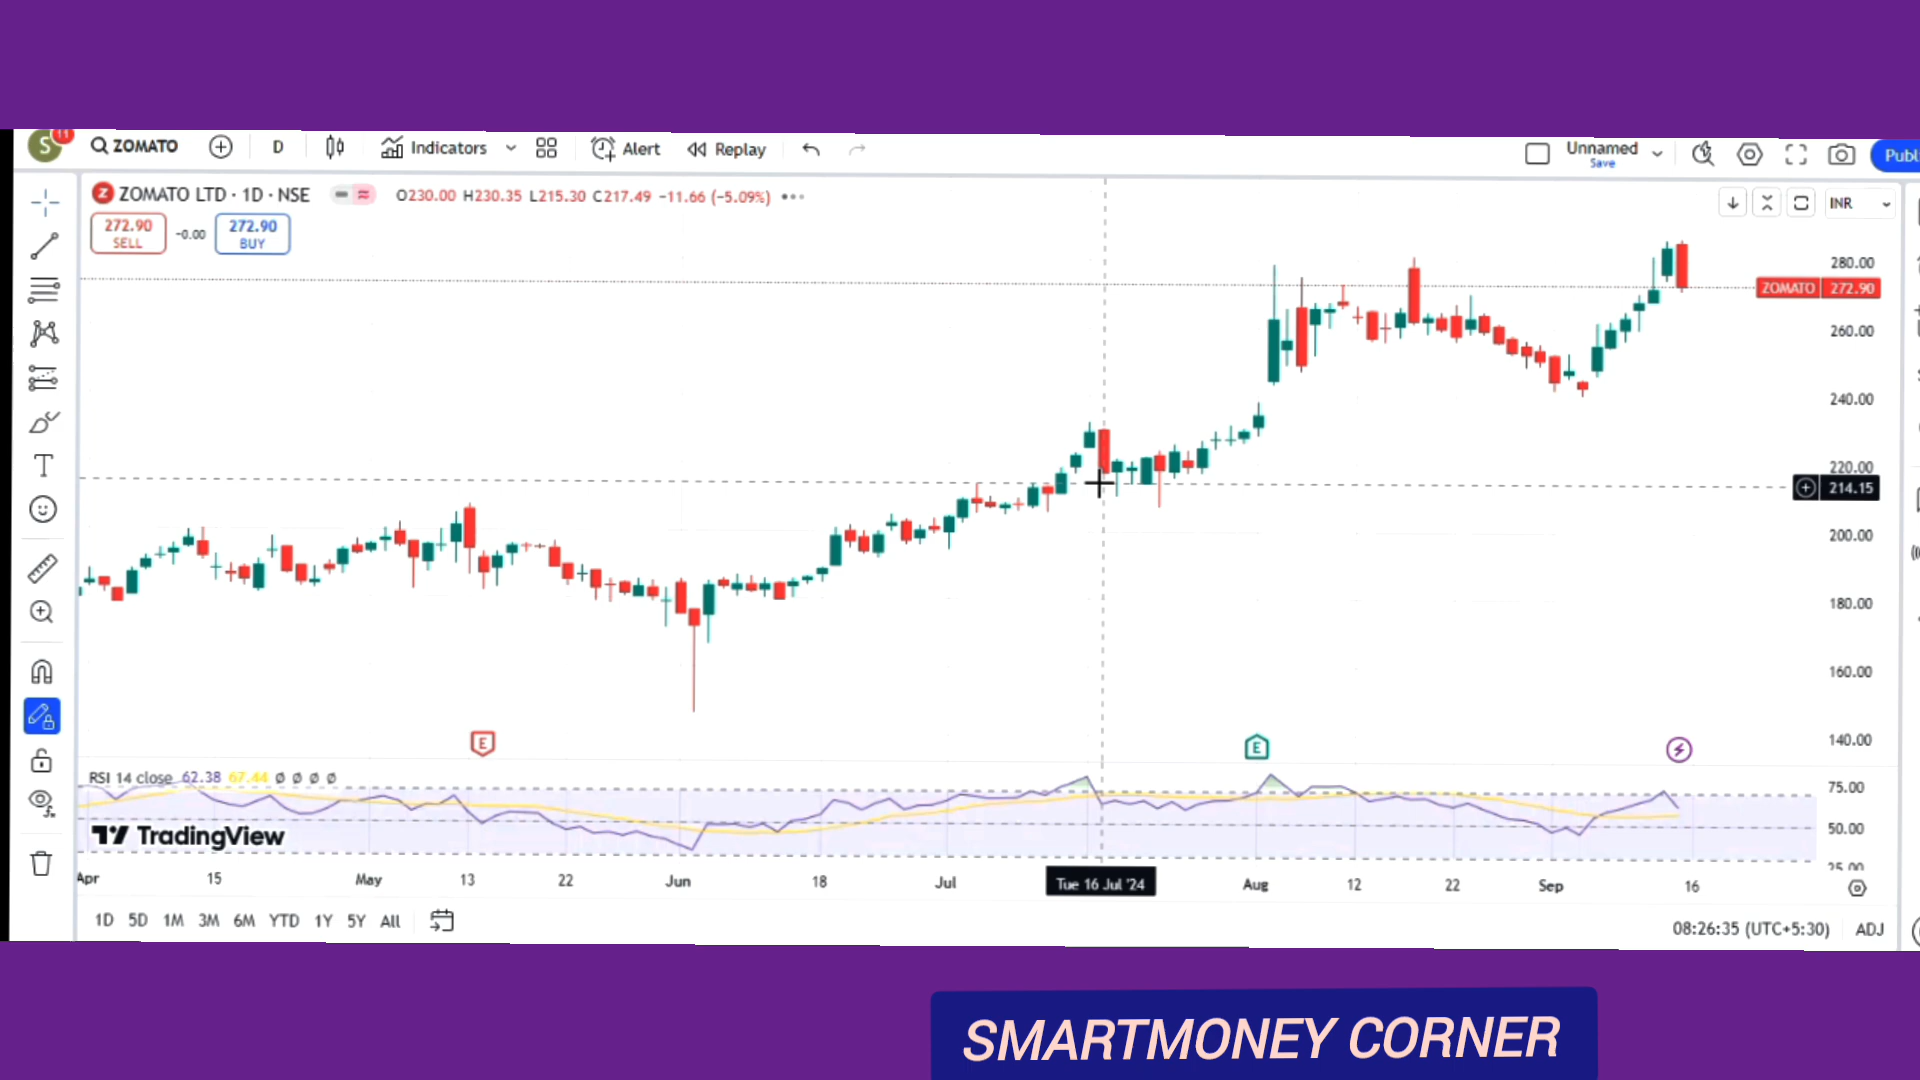 S 11 ZOMATO D Indicators Alert Replay Unnamed
Save
ZOMATO LTD · 1D · NSE O230.00 H230.35 L215.30 C217.49 −11.66 (−5.09%) INR
272.90 -0.00 272.90
SELL BUY
280.00
ZOMATO 272.90
260.00
240.00
220.00
214.15
200.00
180.00
160.00
140.00
E E
RSI 14 close 62.38 67.44 Ø Ø Ø Ø
75.00
50.00
25.00
TradingView
Apr 15 May 13 22 Jun 18 Jul Tue 16 Jul '24 Aug 12 22 Sep 16
1D 5D 1M 3M 6M YTD 1Y 5Y All
08:26:35 (UTC+5:30) ADJ
SMARTMONEY CORNER